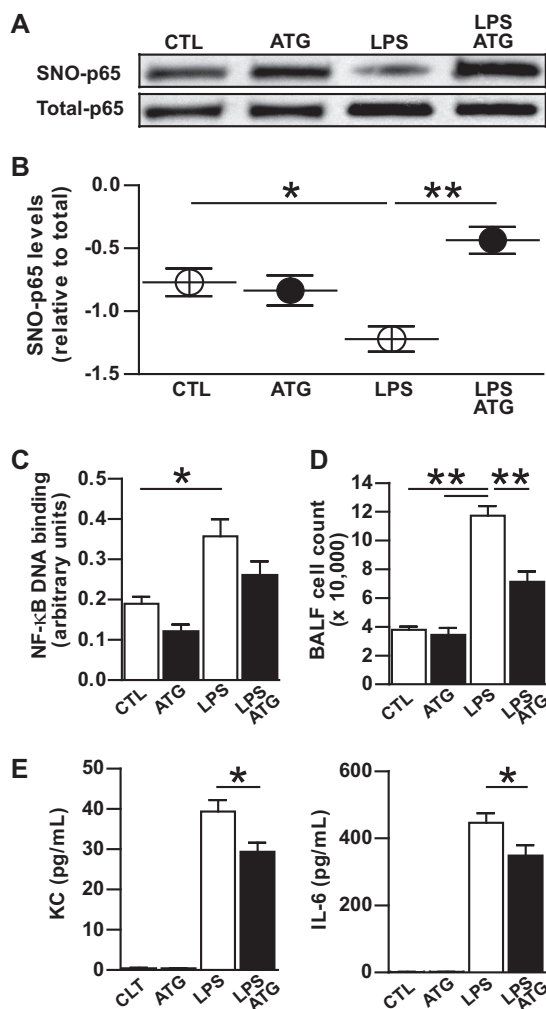 A
CTL ATG LPS LPS ATG
SNO-p65
Total-p65
B
SNO-p65 levels
(relative to total)
0.0
-0.5
-1.0
-1.5
* **
CTL ATG LPS LPS
ATG
C
NF-κB DNA binding
(arbitrary units)
0.5
0.4
0.3
0.2
0.1
0.0
*
CTL ATG LPS LPS ATG
D
BALF cell count
(x 10,000)
14
12
10
8
6
4
2
0
** **
CTL ATG LPS LPS ATG
E
KC (pg/mL)
50
40
30
20
10
0
*
CLT ATG LPS LPS ATG
IL-6 (pg/mL)
600
400
200
0
*
CTL ATG LPS LPS ATG